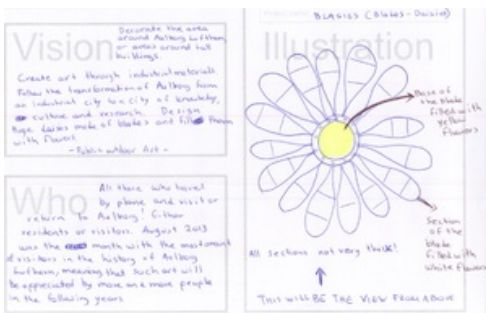 Vision
Decorate the area
around Aalborg Lufthavn
or areas around tall
buildings.
Create art through industrial materials.
Follow the transformation of Aalborg from
an industrial city to a city of knowledge,
culture and research. Design
huge daisies made of blades and fill them
with flowers.
- Public outdoor Art -
Who
All those who travel
by plane and visit or
return To Aalborg! Either
residents or visitors. August 2013
was the month with the most amount
of visitors in the history of Aalborg
Lufthavn, meaning that such art will
be appreciated by more and more people
in the following years.
BLASIES (Blades - Daisies)
Illustration
Base of
the blade
filled with
yellow
flowers
Section
of the
blade
filled with
white flowers
All sections not very thick!
THIS WILL BE THE VIEW FROM ABOVE